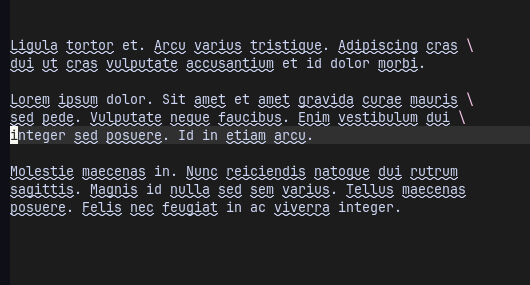 Ligula tortor et. Arcu varius tristique. Adipiscing cras \
dui ut cras vulputate accusantium et id dolor morbi.
Lorem ipsum dolor. Sit amet et amet gravida curae mauris \
sed pede. Vulputate neque faucibus. Enim vestibulum dui \
integer sed posuere. Id in etiam arcu.
Molestie maecenas in. Nunc reiciendis natoque dui rutrum
sagittis. Magnis id nulla sed sem varius. Tellus maecenas
posuere. Felis nec feugiat in ac viverra integer.